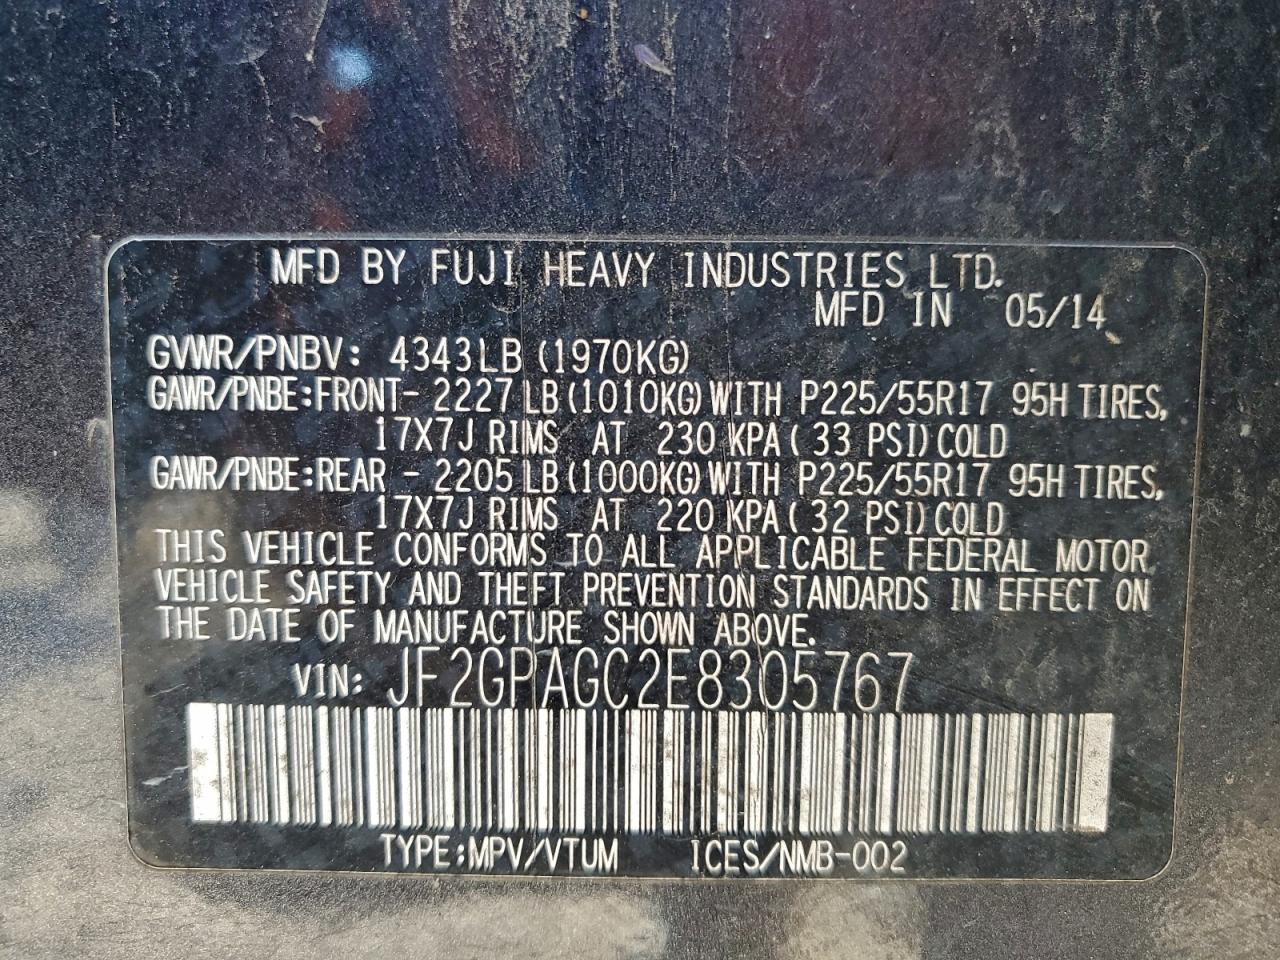 MFD BY FUJI HEAVY INDUSTRIES LTD.
MFD IN 05/14
GVWR/PNBV: 4343LB (1970KG)
GAWR/PNBE:FRONT- 2227 LB(1010KG)WITH P225/55R17 95H TIRES,
17X7J RIMS AT 230 KPA( 33 PSI)COLD
GAWR/PNBE:REAR - 2205 LB(1000KG)WITH P225/55R17 95H TIRES,
17X7J RIMS AT 220 KPA( 32 PSI)COLD
THIS VEHICLE CONFORMS TO ALL APPLICABLE FEDERAL MOTOR
VEHICLE SAFETY AND THEFT PREVENTION STANDARDS IN EFFECT ON
THE DATE OF MANUFACTURE SHOWN ABOVE.
VIN: JF2GPAGC2E8305767
TYPE:MPV/VTUM ICES/NMB-002